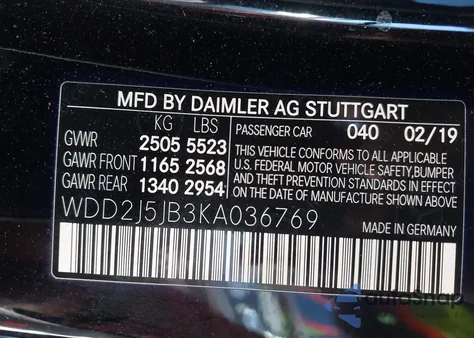 MFD BY DAIMLER AG STUTTGART
KG LBS
GVWR 2505 5523
GAWR FRONT 1165 2568
GAWR REAR 1340 2954
PASSENGER CAR 040 02/19
THIS VEHICLE CONFORMS TO ALL APPLICABLE
U.S. FEDERAL MOTOR VEHICLE SAFETY,BUMPER
AND THEFT PREVENTION STANDARDS IN EFFECT
ON THE DATE OF MANUFACTURE SHOWN ABOVE
WDD2J5JB3KA036769
MADE IN GERMANY
autoSnap